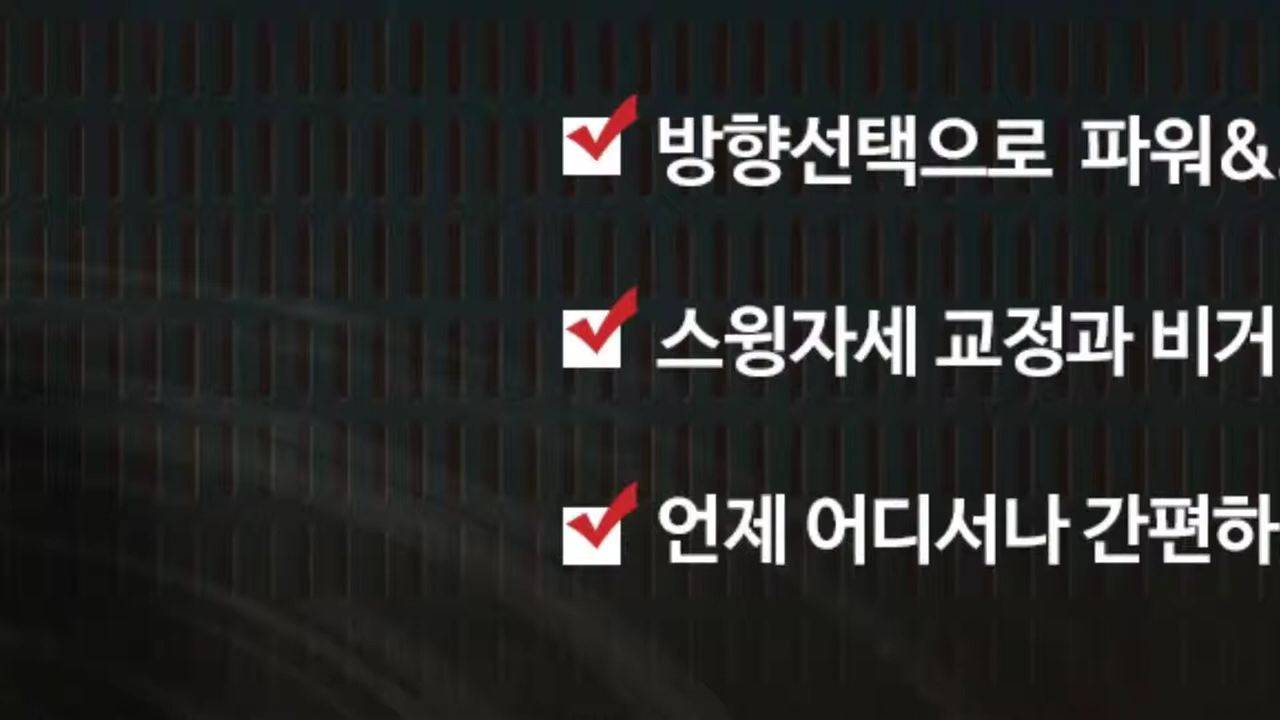 방향선택으로 파워&
스윙자세 교정과 비거
언제 어디서나 간편하